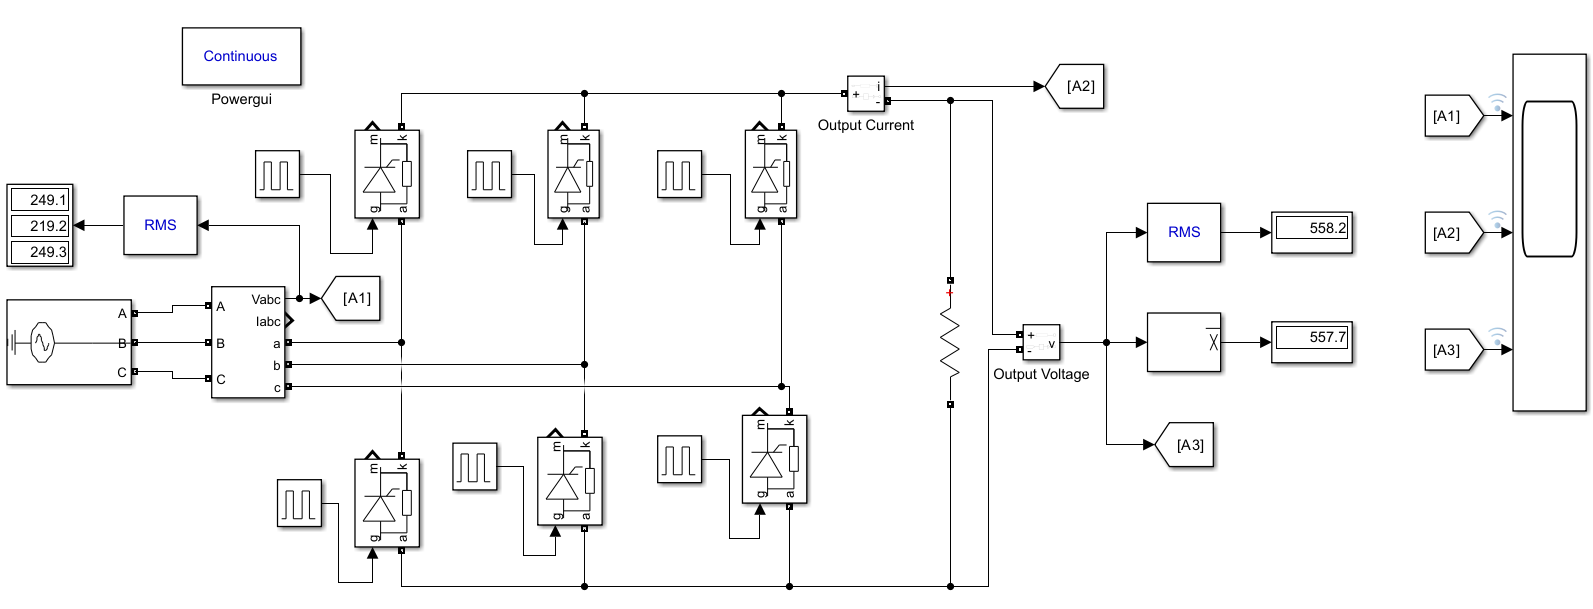 Continuous
Powergui
i
+
-
Output Current
[A2]
m k
g a
m k
g a
m k
g a
249.1
219.2
249.3
RMS
[A1]
A
B
C
A
B
C
Vabc
Iabc
a
b
c
+
+
-
v
Output Voltage
RMS
558.2
X
557.7
[A3]
[A1]
[A2]
[A3]
m k
g a
m k
g a
m k
g a